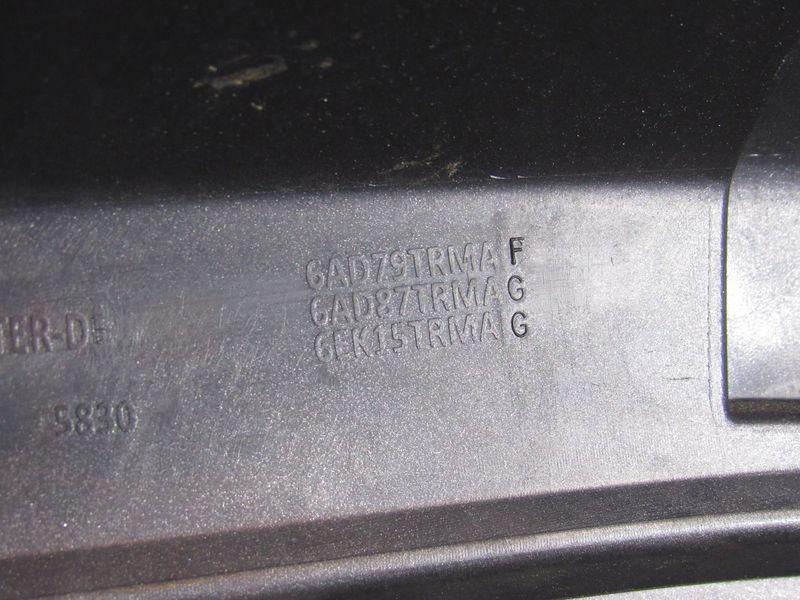 6AD79TRMA F
6AD87TRMA G
6EK15TRMA G
5830